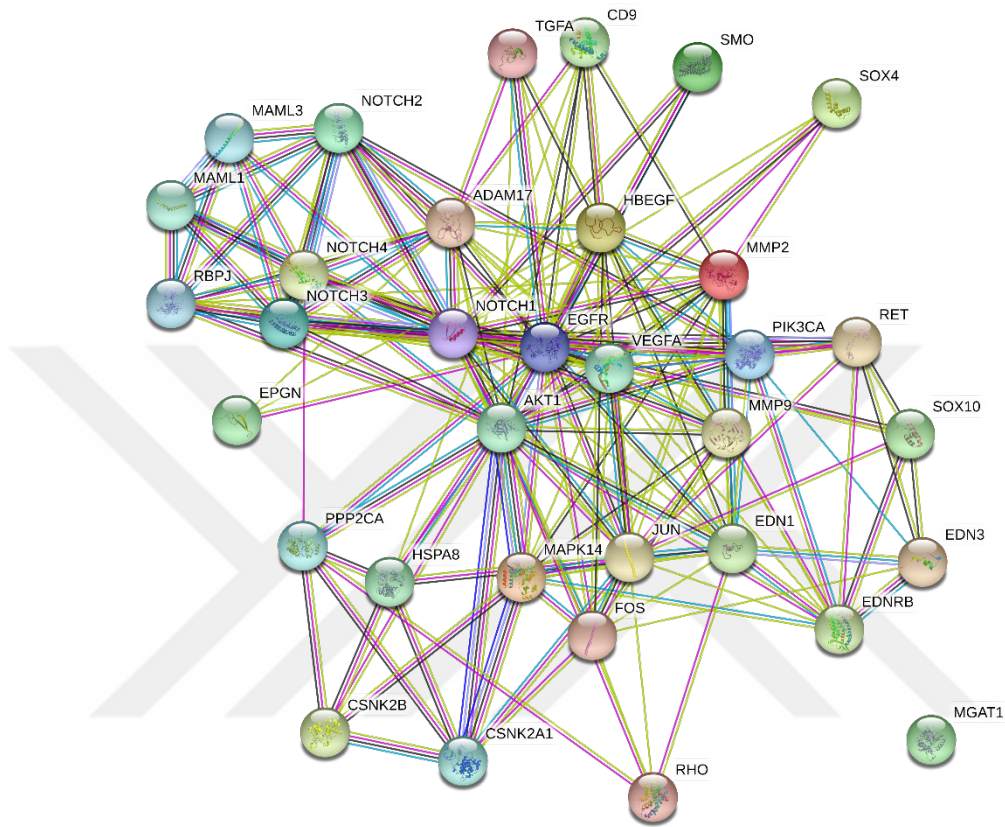 TGFA
CD9
SMO
SOX4
MAML3
NOTCH2
MAML1
ADAM17
HBEGF
NOTCH4
MMP2
RBPJ
NOTCH3
NOTCH1
EGFR
VEGFA
PIK3CA
RET
EPGN
AKT1
MMP9
SOX10
PPP2CA
HSPA8
MAPK14
JUN
EDN1
EDN3
FOS
EDNRB
CSNK2B
CSNK2A1
MGAT1
RHO